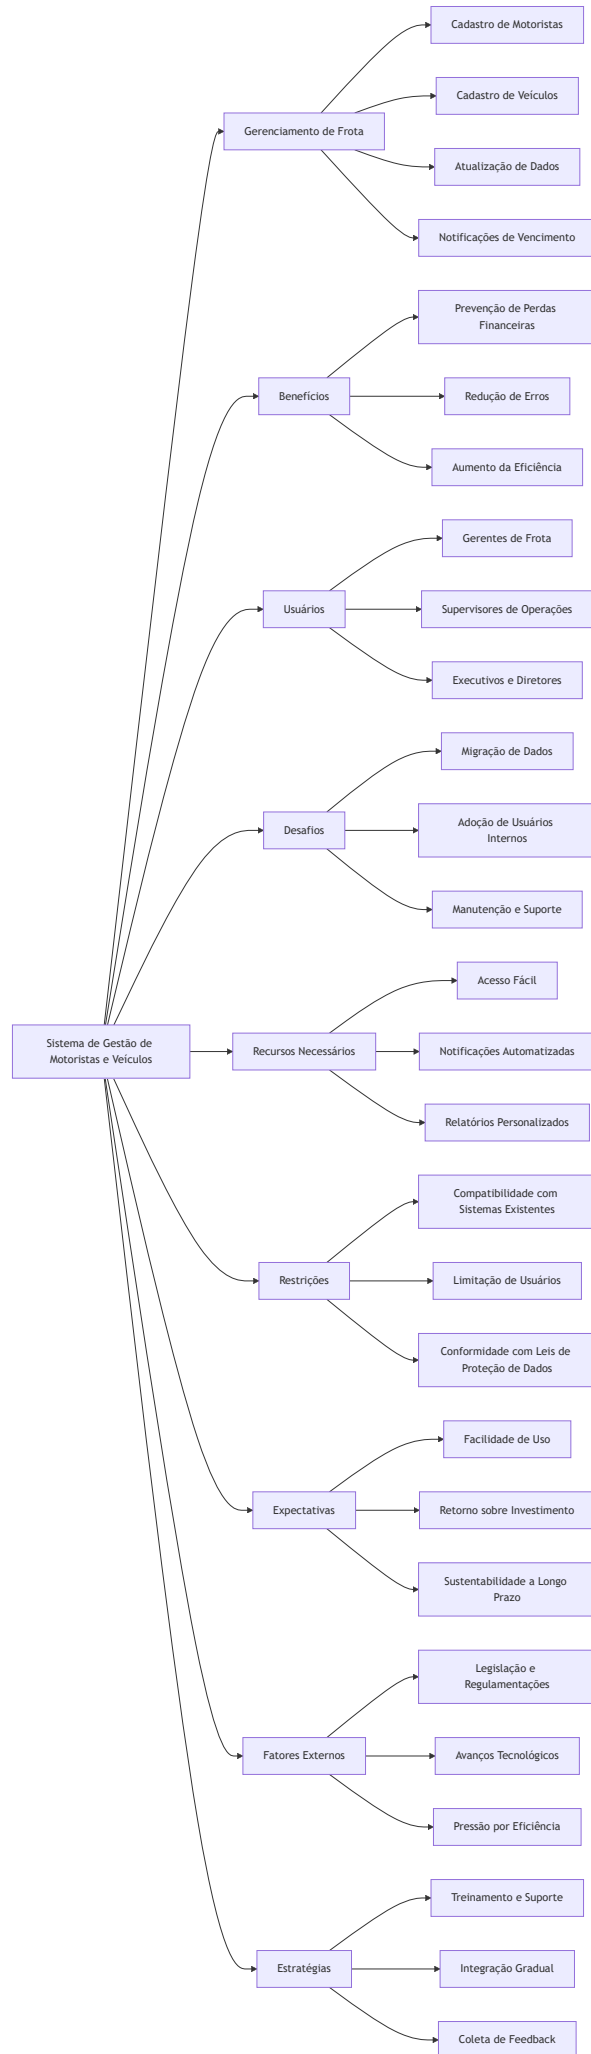 Cadastro de Motoristas
Cadastro de Veículos
Gerenciamento de Frota
Atualização de Dados
Notificações de Vencimento
Prevenção de Perdas
Financeiras
Benefícios
Redução de Erros
Aumento da Eficiência
Gerentes de Frota
Usuários
Supervisores de Operações
Executivos e Diretores
Migração de Dados
Desafios
Adoção de Usuários
Internos
Manutenção e Suporte
Acesso Fácil
Sistema de Gestão de
Motoristas e Veículos
Recursos Necessários
Notificações Automatizadas
Relatórios Personalizados
Compatibilidade com
Sistemas Existentes
Restrições
Limitação de Usuários
Conformidade com Leis de
Proteção de Dados
Facilidade de Uso
Expectativas
Retorno sobre Investimento
Sustentabilidade a Longo
Prazo
Legislação e
Regulamentações
Fatores Externos
Avanços Tecnológicos
Pressão por Eficiência
Treinamento e Suporte
Estratégias
Integração Gradual
Coleta de Feedback